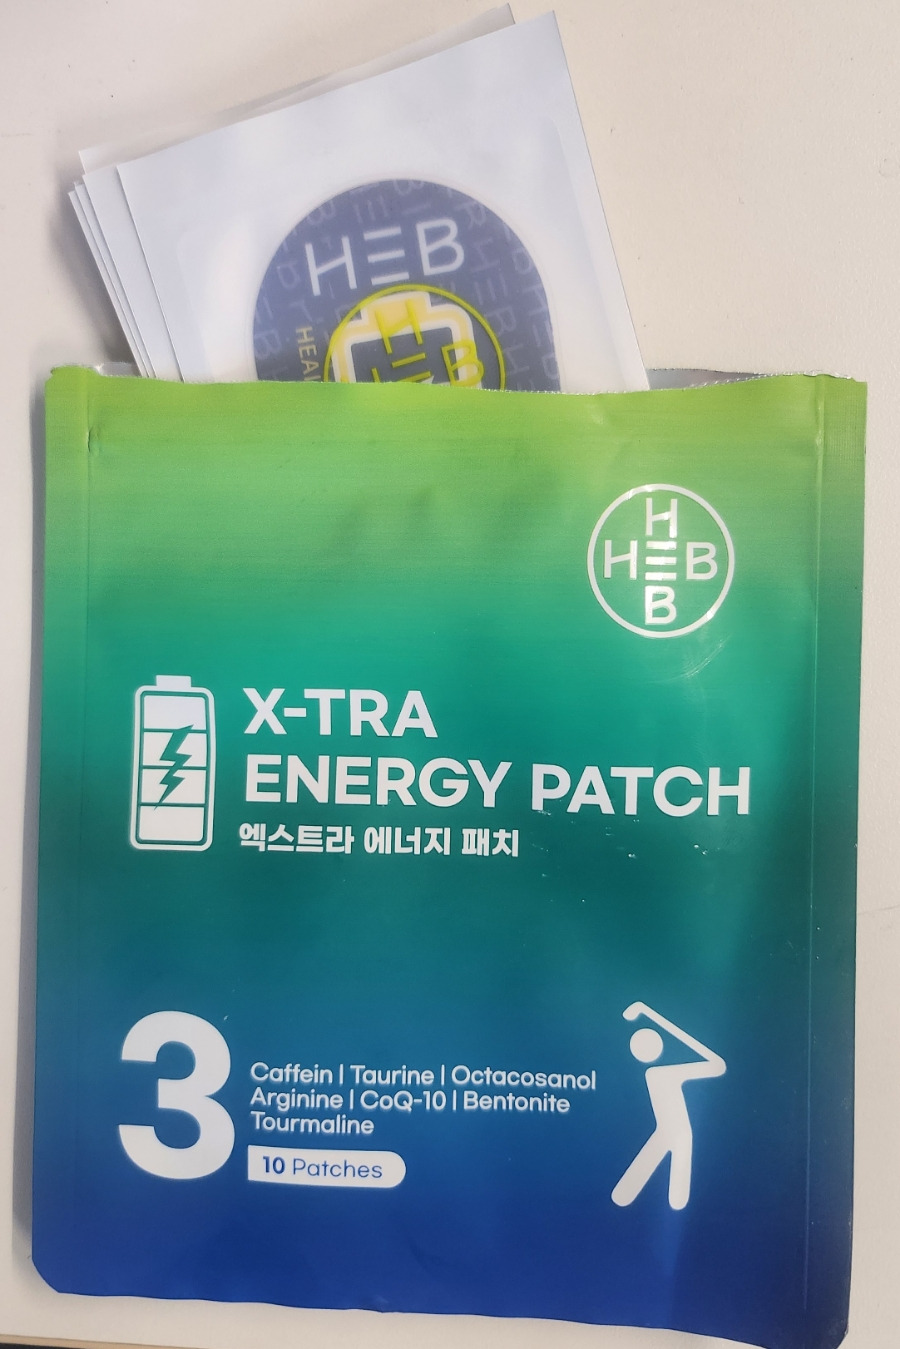 HEB
HEB
H
HEB
B
X-TRA
ENERGY PATCH
엑스트라 에너지 패치
3
Caffein | Taurine | Octacosanol
Arginine | CoQ-10 | Bentonite
Tourmaline
10 Patches